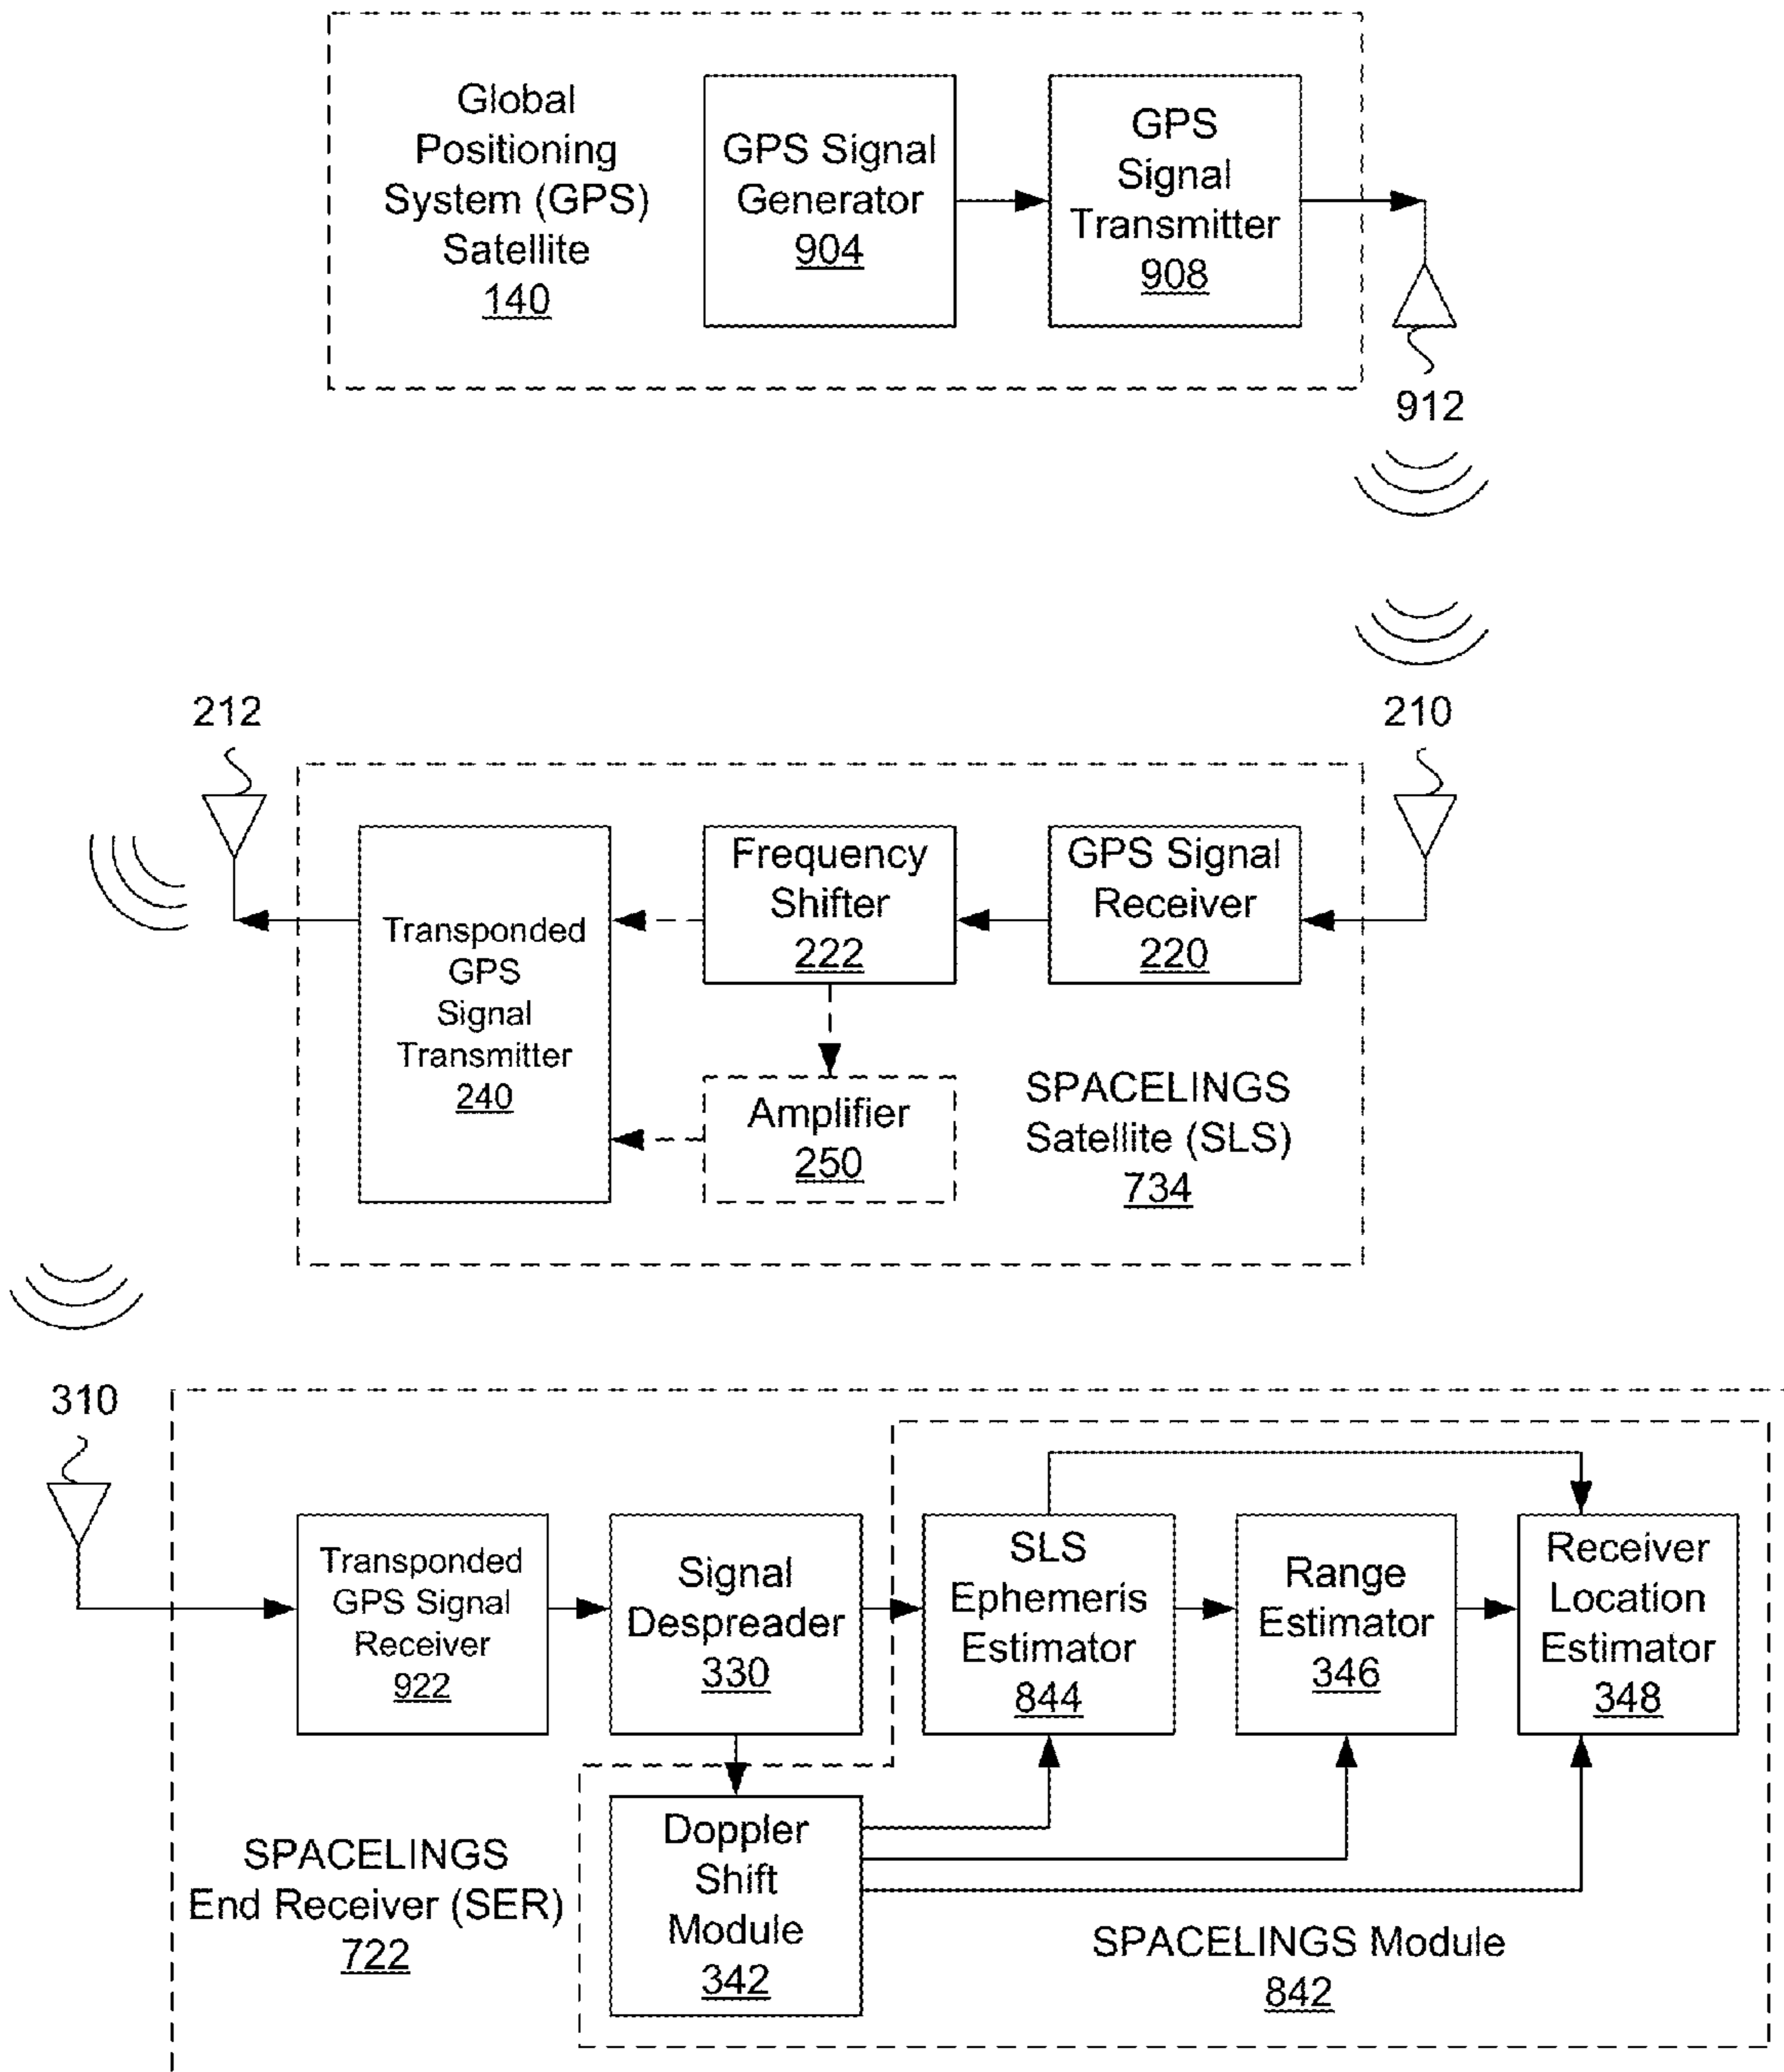 Global
Positioning
System (GPS)
Satellite
140
GPS Signal
Generator
904
GPS
Signal
Transmitter
908
912
212
210
Transponded
GPS
Signal
Transmitter
240
Frequency
Shifter
222
GPS Signal
Receiver
220
Amplifier
250
SPACELINGS
Satellite (SLS)
734
310
Transponded
GPS Signal
Receiver
922
Signal
Despreader
330
SLS
Ephemeris
Estimator
844
Range
Estimator
346
Receiver
Location
Estimator
348
SPACELINGS
End Receiver (SER)
722
Doppler
Shift
Module
342
SPACELINGS Module
842